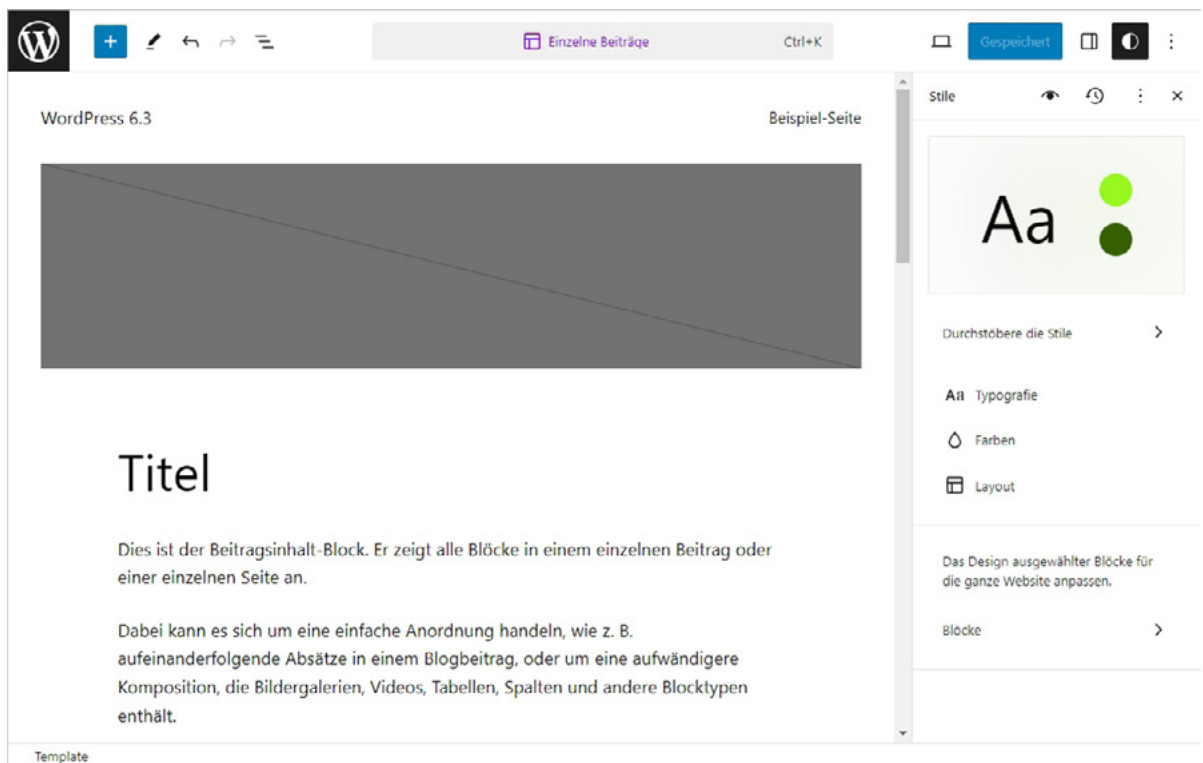 Einzelne Beiträge
Ctrl+K
Gespeichert
WordPress 6.3
Beispiel-Seite
Titel
Dies ist der Beitragsinhalt-Block. Er zeigt alle Blöcke in einem einzelnen Beitrag oder
einer einzelnen Seite an.
Dabei kann es sich um eine einfache Anordnung handeln, wie z. B.
aufeinanderfolgende Absätze in einem Blogbeitrag, oder um eine aufwändigere
Komposition, die Bildergalerien, Videos, Tabellen, Spalten und andere Blocktypen
enthält.
Template
Stile
Aa
Durchstöbere die Stile
Aa Typografie
Farben
Layout
Das Design ausgewählter Blöcke für
die ganze Website anpassen.
Blöcke